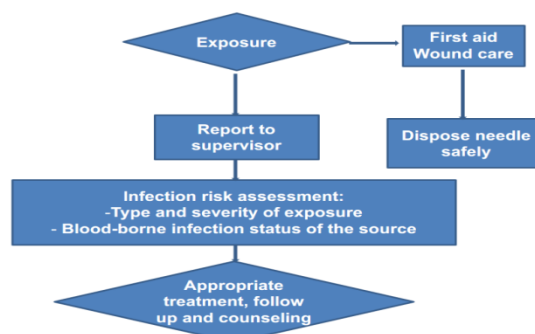 Exposure
First aid
Wound care
Report to
supervisor
Dispose needle
safely
Infection risk assessment:
-Type and severity of exposure
- Blood-borne infection status of the source
Appropriate
treatment, follow
up and counseling